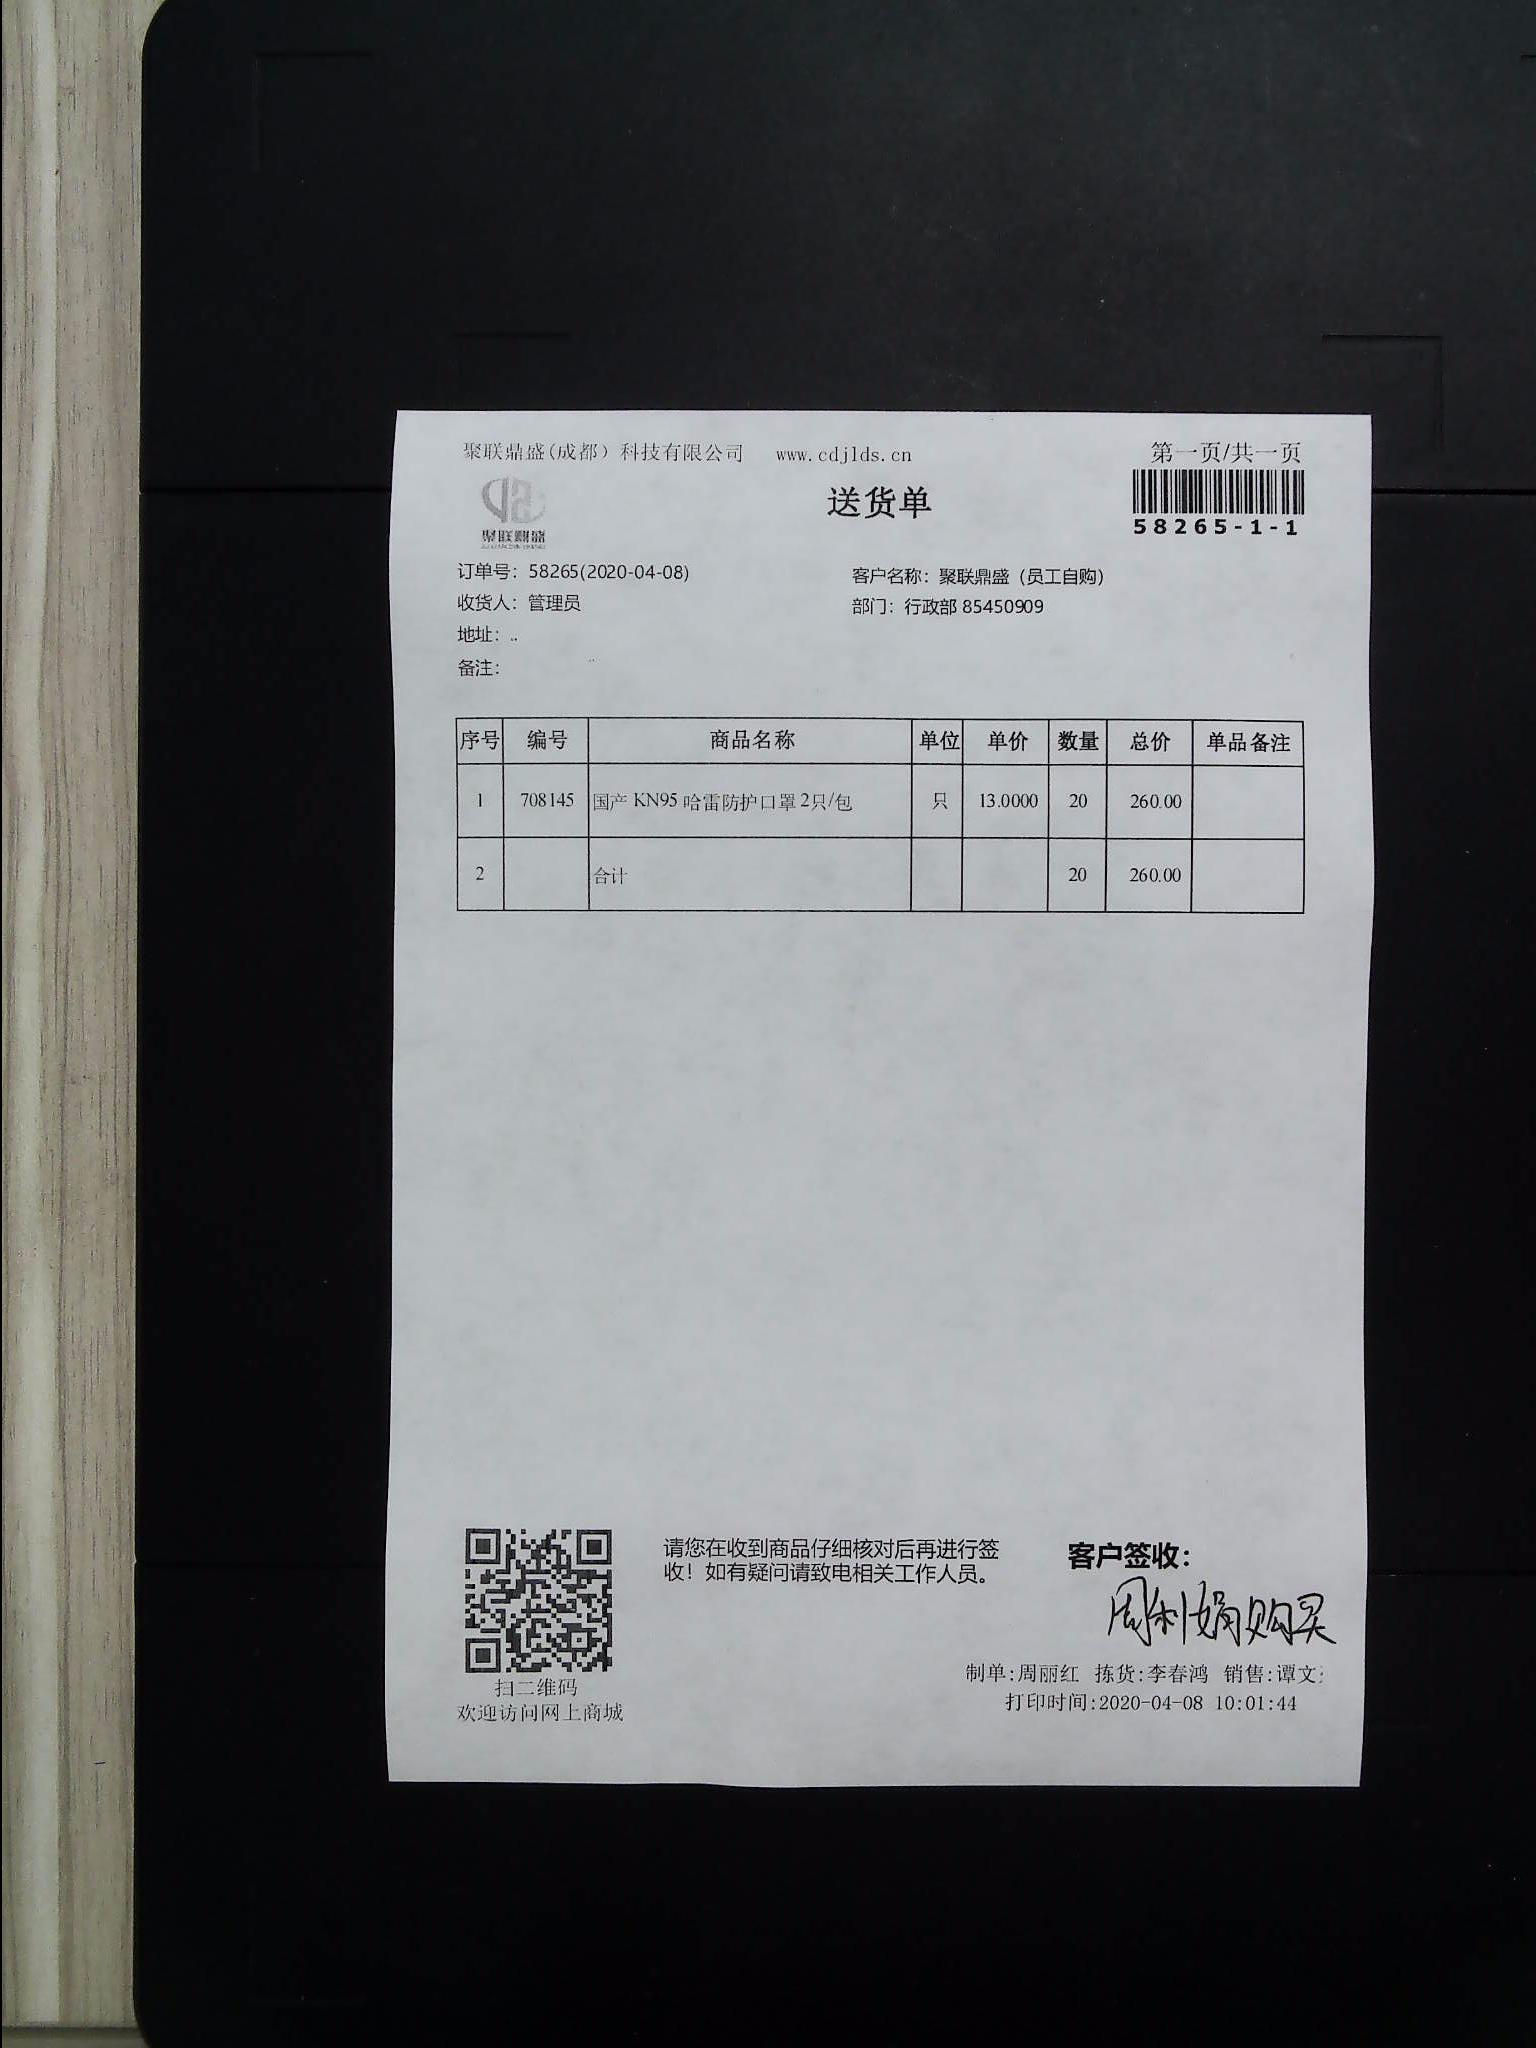 聚联鼎盛(成都）科技有限公司 www.cdjlds.cn 第一页/共一页
送货单
58265-1-1
聚联鼎盛
订单号：58265(2020-04-08) 客户名称：聚联鼎盛（员工自购）
收货人：管理员 部门：行政部 85450909
地址：..
备注： ..
序号 编号 商品名称 单位 单价 数量 总价 单品备注
1 708145 国产 KN95 哈雷防护口罩 2只/包 只 13.0000 20 260.00
2 合计 20 260.00
请您在收到商品仔细核对后再进行签
收！如有疑问请致电相关工作人员。
客户签收：
周利娟购买
扫二维码
欢迎访问网上商城
制单:周丽红 拣货:李春鸿 销售:谭文
打印时间:2020-04-08 10:01:44